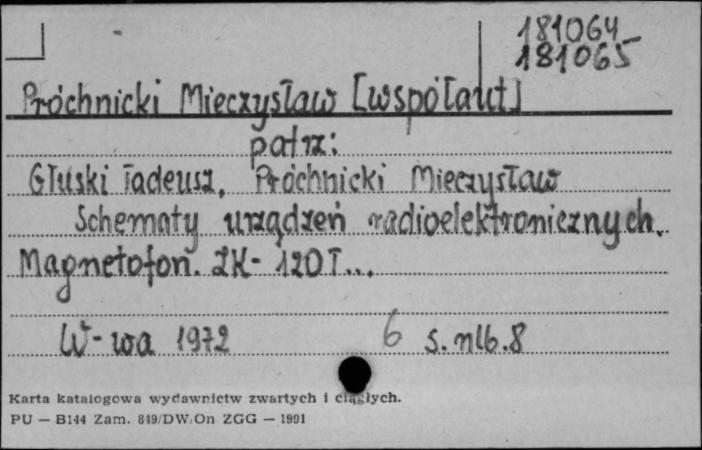 181064-
181065
Próchnicki Mieczysław [współaut]
patrz:
Głuski Tadeusz, Próchnicki Mieczysław
Schematy urządzeń radioelektronicznych.
Magnetofon. ZK-120T...
W-wa 1972 6 s. nlb. 8
Karta katalogowa wydawnictw zwartych i ciągłych.
PU — B144 Zam. 819/DW/On ZGG — 1991